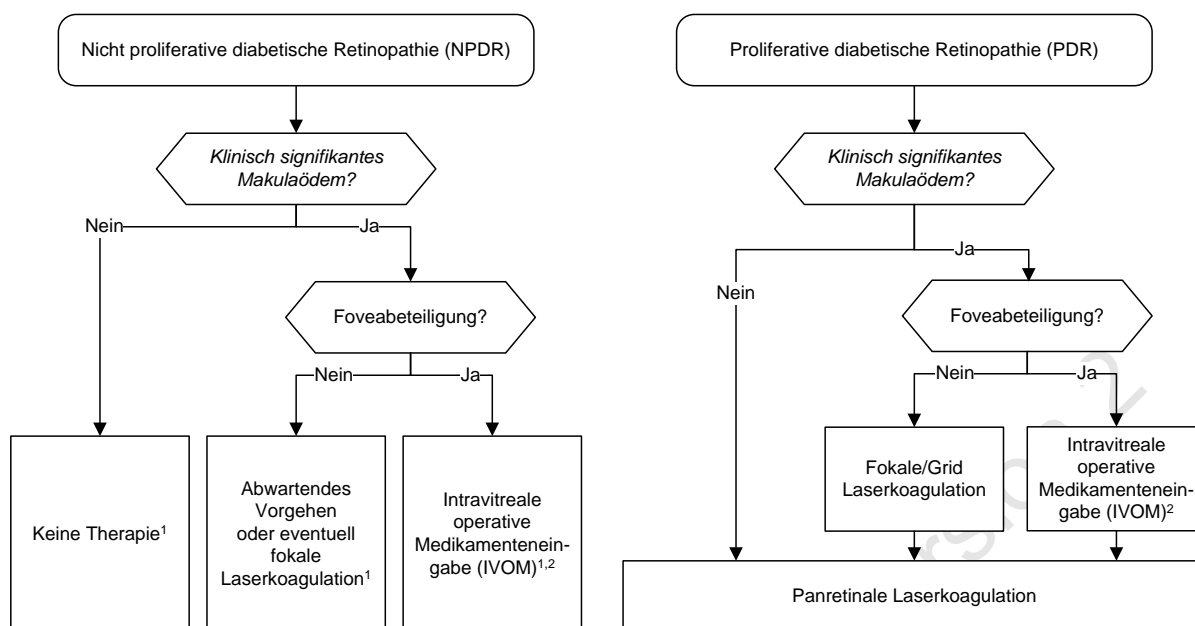 Nicht proliferative diabetische Retinopathie (NPDR)
Klinisch signifikantes
Makulaödem?
Nein
Ja
Foveabeteiligung?
Nein
Ja
Keine Therapie¹
Abwartendes
Vorgehen
oder eventuell
fokale
Laserkoagulation¹
Intravitreale
operative
Medikamentenein-
gabe (IVOM)¹,²
Proliferative diabetische Retinopathie (PDR)
Klinisch signifikantes
Makulaödem?
Nein
Ja
Foveabeteiligung?
Nein
Ja
Fokale/Grid
Laserkoagulation
Intravitreale
operative
Medikamentenein-
gabe (IVOM)²
Panretinale Laserkoagulation